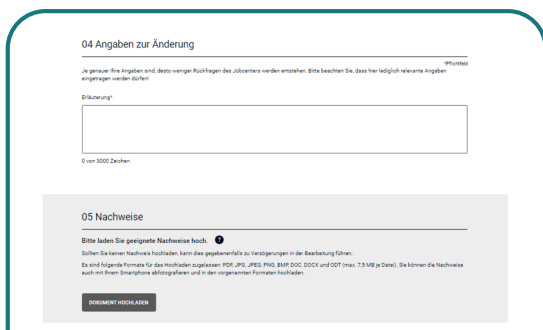 04 Angaben zur Änderung
*Pflichtfeld
Je genauer Ihre Angaben sind, desto weniger Rückfragen des Jobcenters werden entstehen. Bitte beachten Sie, dass hier lediglich relevante Angaben
eingetragen werden dürfen!
Erläuterung*
0 von 3000 Zeichen
05 Nachweise
Bitte laden Sie geeignete Nachweise hoch. ?
Sollten Sie keinen Nachweis hochladen, kann dies gegebenenfalls zu Verzögerungen in der Bearbeitung führen.
Es sind folgende Formate für das Hochladen zugelassen: PDF, JPG, JPEG, PNG, BMP, DOC, DOCX und ODT (max. 7,5 MB je Datei). Sie können die Nachweise
auch mit Ihrem Smartphone abfotografieren und in den vorgenannten Formaten hochladen.
DOKUMENT HOCHLADEN